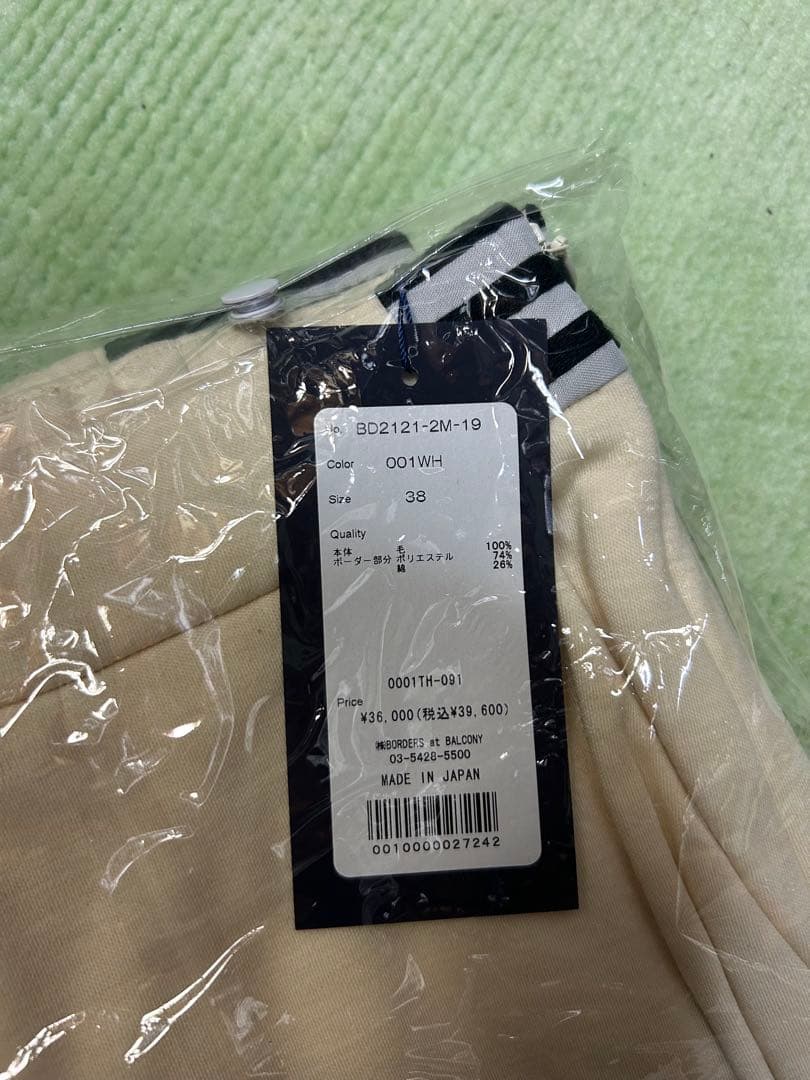 No. BD2121-2M-19
Color 001WH
Size 38
Quality
本体 毛 100%
ボーダー部分 ポリエステル 74%
綿 26%
0001TH-091
Price
¥36,000(税込¥39,600)
㈱BORDERS at BALCONY
03-5428-5500
MADE IN JAPAN
0010000027242